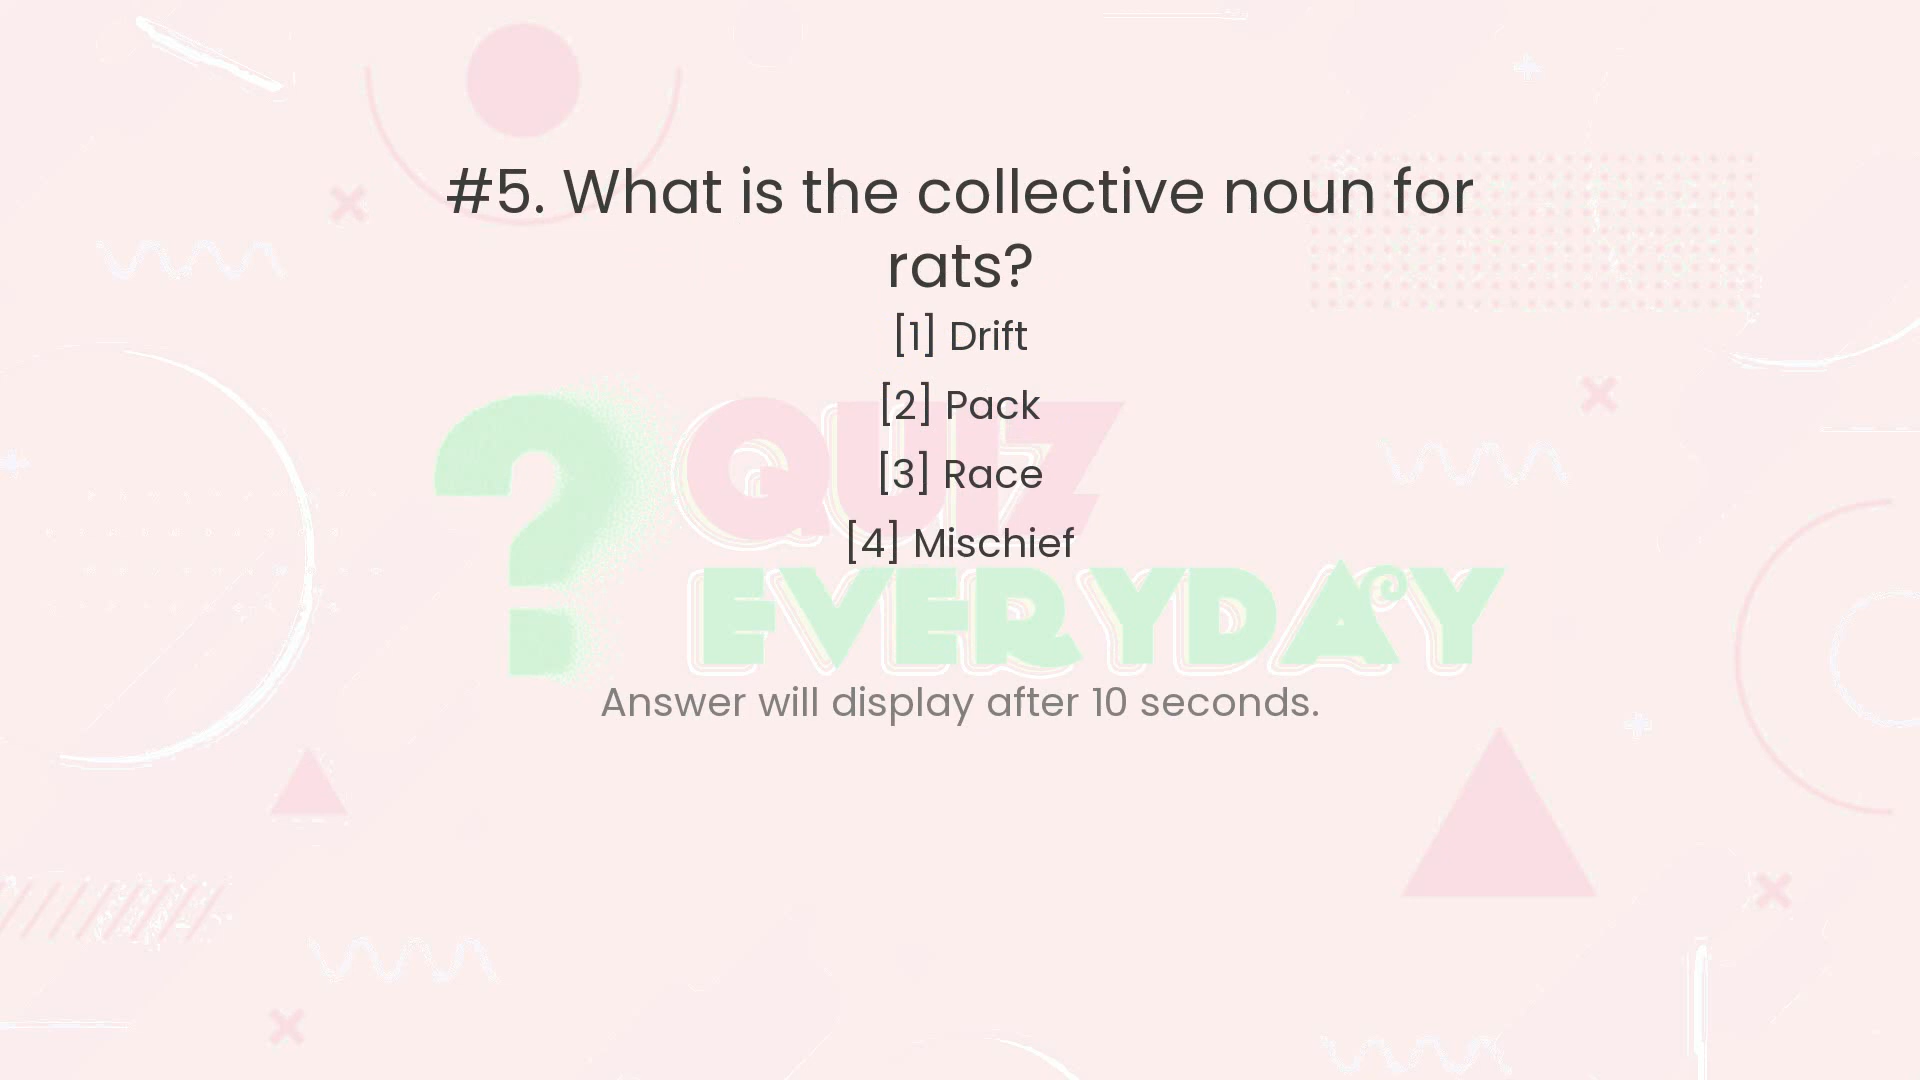 #5. What is the collective noun for
rats?
[1] Drift
[2] Pack
[3] Race
[4] Mischief
? QUIZ
EVERYDAY
Answer will display after 10 seconds.